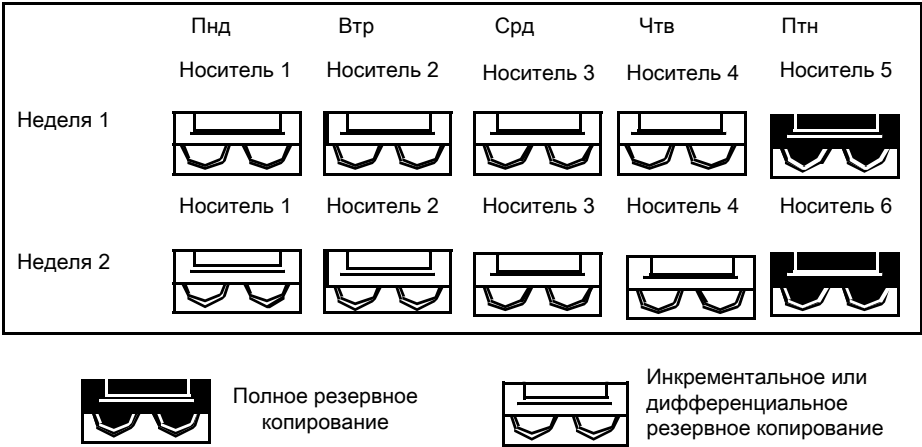 Пнд Втр Срд Чтв Птн
Носитель 1 Носитель 2 Носитель 3 Носитель 4 Носитель 5
Неделя 1
Носитель 1 Носитель 2 Носитель 3 Носитель 4 Носитель 6
Неделя 2
Полное резервное
копирование
Инкрементальное или
дифференциальное
резервное копирование